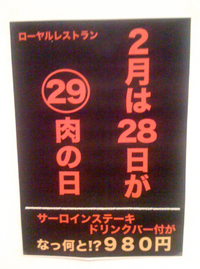 ローヤルレストラン
2月は28日が
㉙肉の日
サーロインステーキ
ドリンクバー付が
なっ何と!?980円